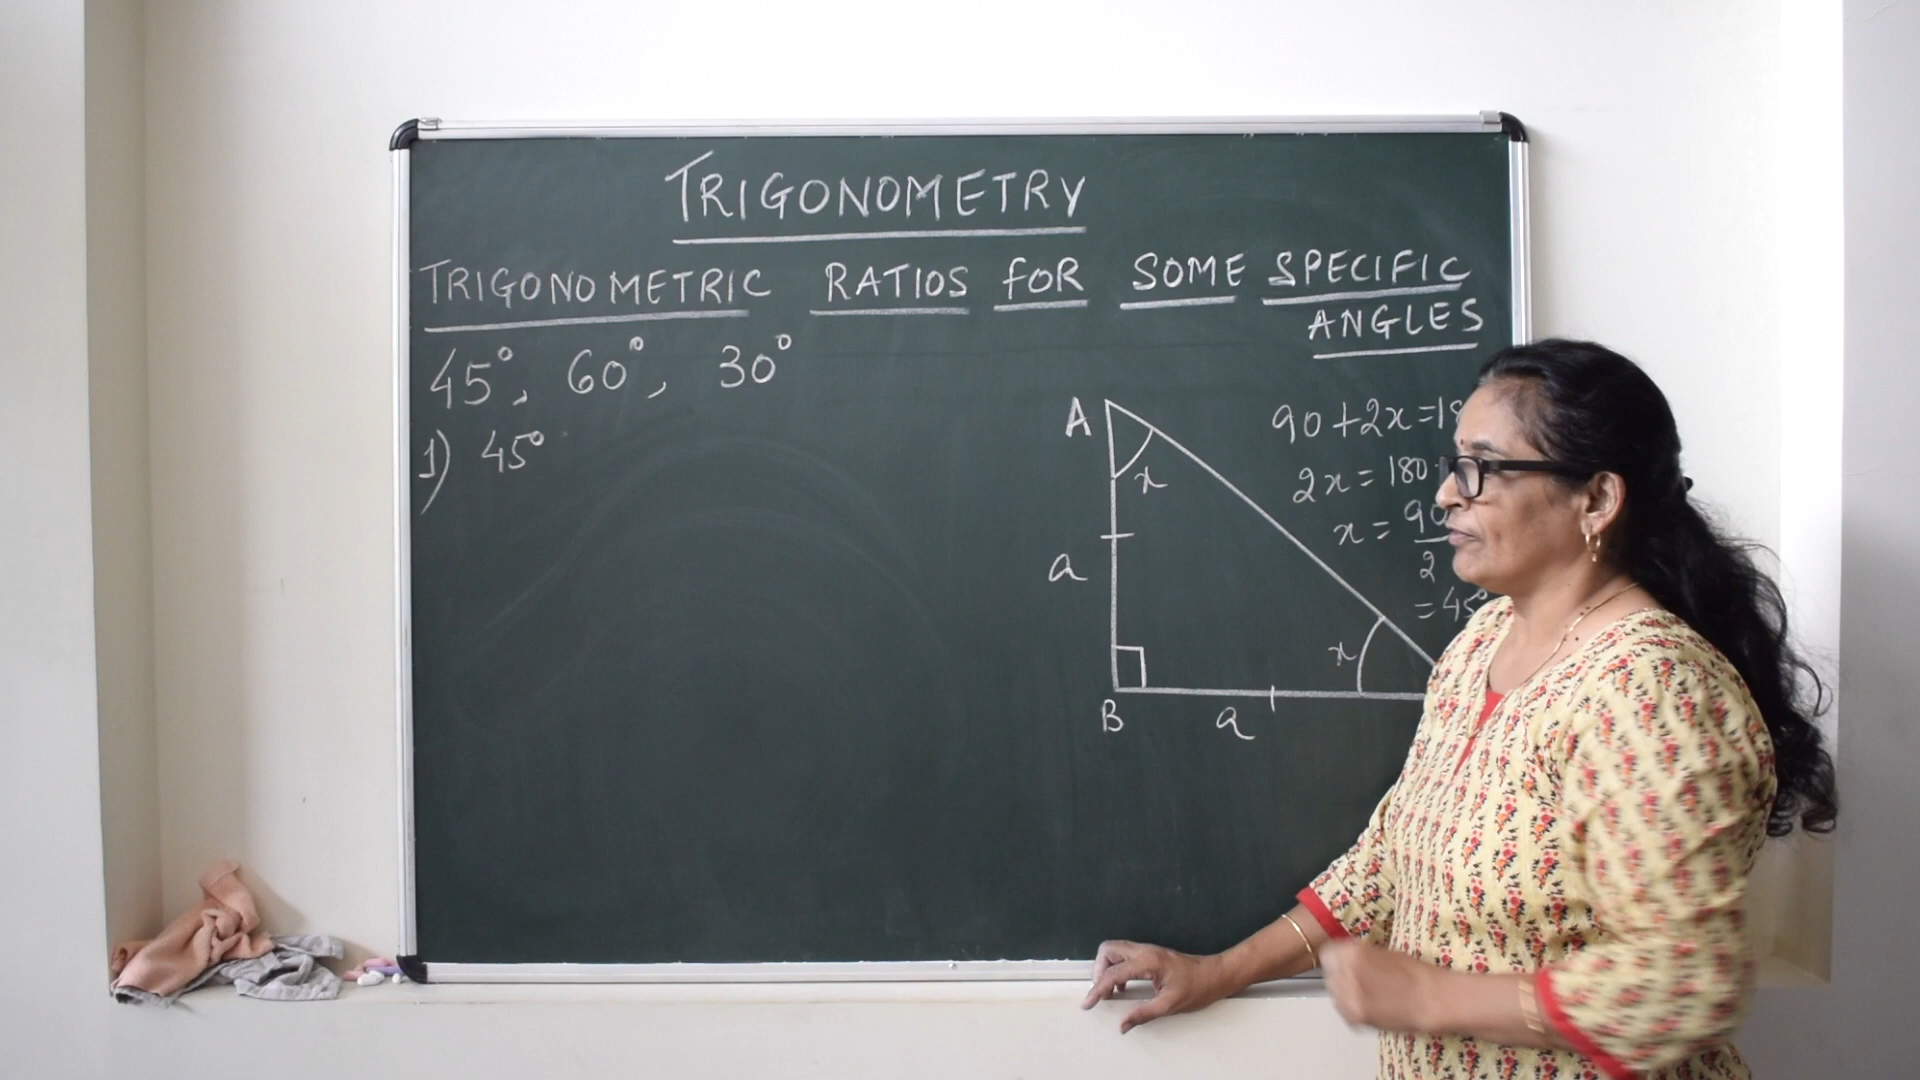 TRIGONOMETRY
TRIGONOMETRIC RATIOS FOR SOME SPECIFIC
ANGLES
45°, 60°, 30°
1) 45°
A
x
a
x
B
a
90+2x=18
2x=180
x=90
2
=45°